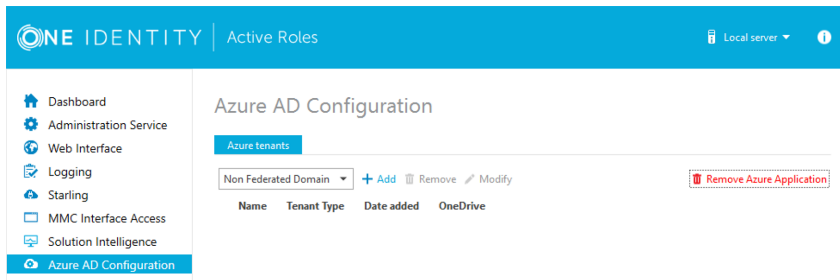 ONE IDENTITY Active Roles Local server
Dashboard
Administration Service
Web Interface
Logging
Starling
MMC Interface Access
Solution Intelligence
Azure AD Configuration
Azure AD Configuration
Azure tenants
Non Federated Domain Add Remove Modify Remove Azure Application
Name Tenant Type Date added OneDrive